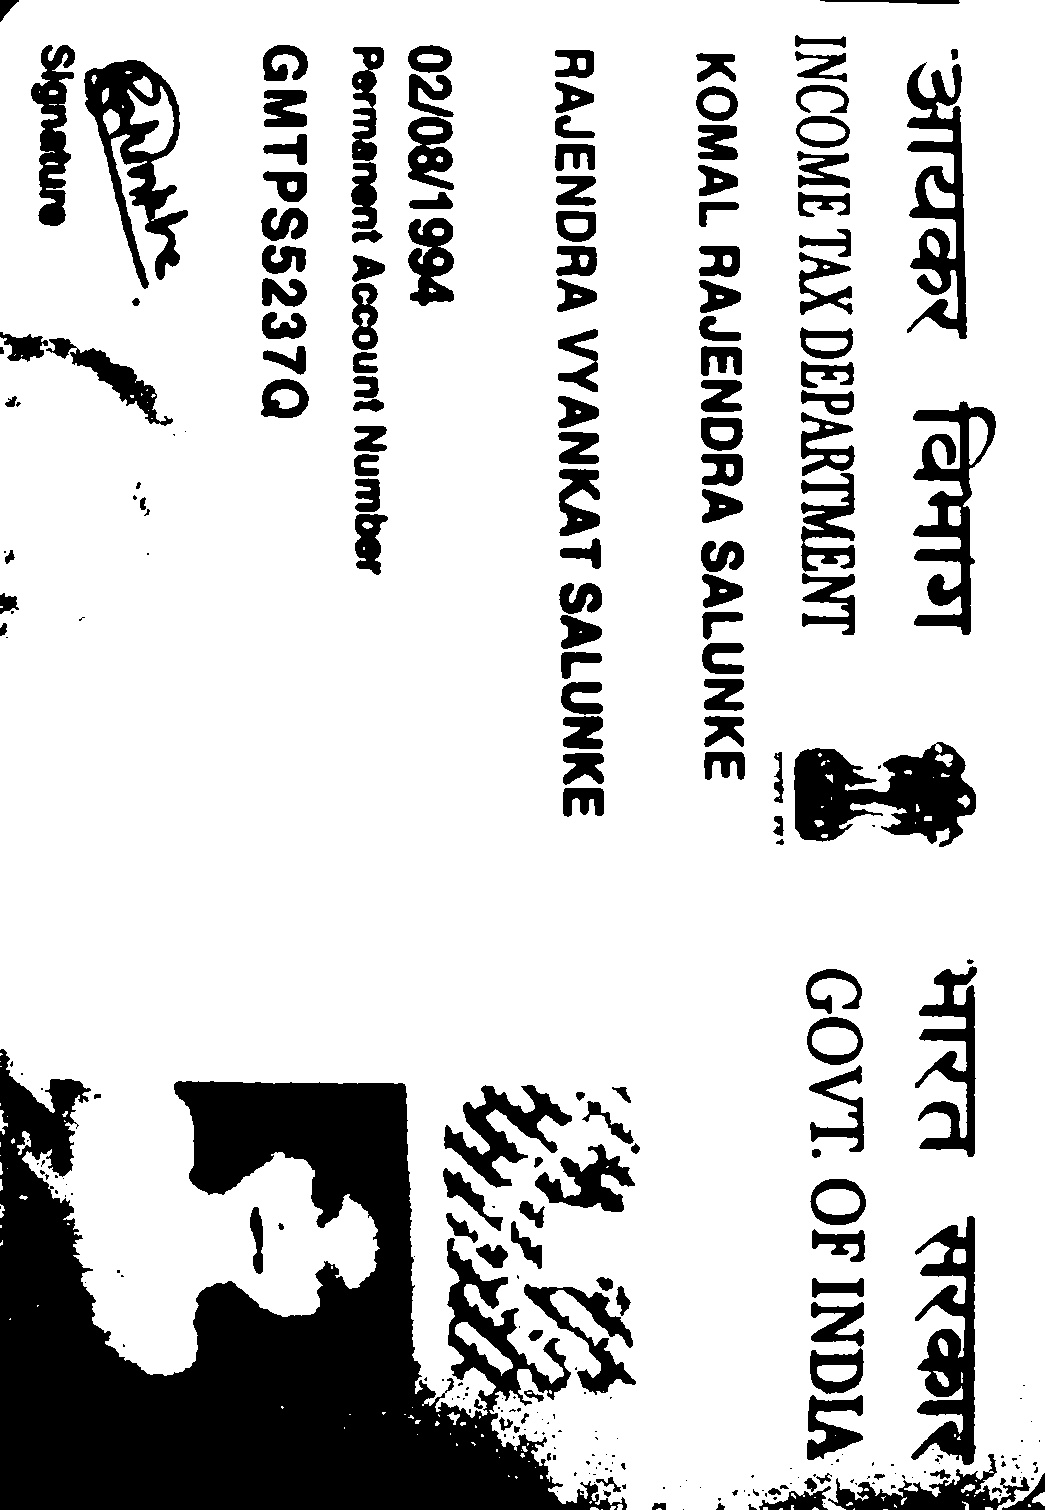 आयकर विभाग भारत सरकार
INCOME TAX DEPARTMENT GOVT. OF INDIA
KOMAL RAJENDRA SALUNKE
RAJENDRA VYANKAT SALUNKE
02/08/1994
Permanent Account Number
GMTPS5237Q
Signature